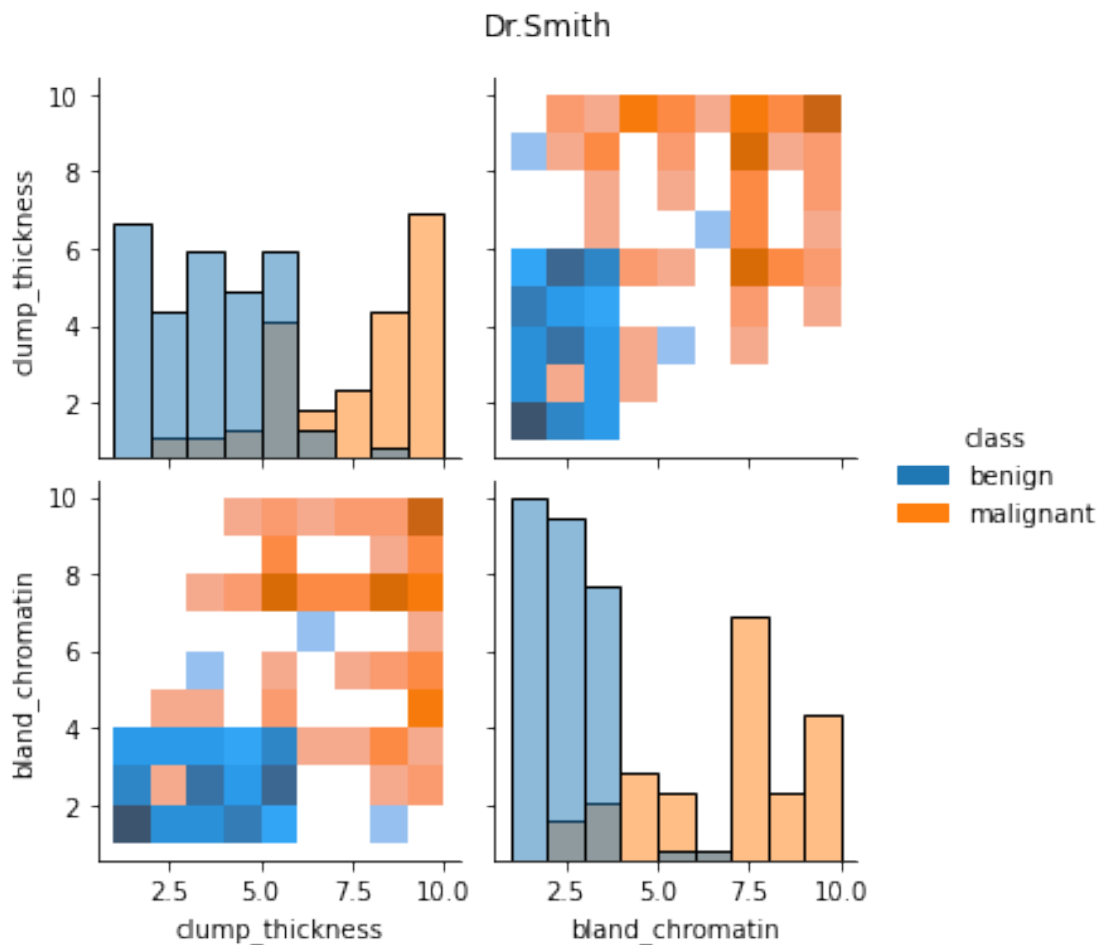 Dr.Smith
10
8
6
4
2
clump_thickness
2.5 5.0 7.5 10.0
clump_thickness
10
8
6
4
2
bland_chromatin
2.5 5.0 7.5 10.0
bland_chromatin
class
benign
malignant